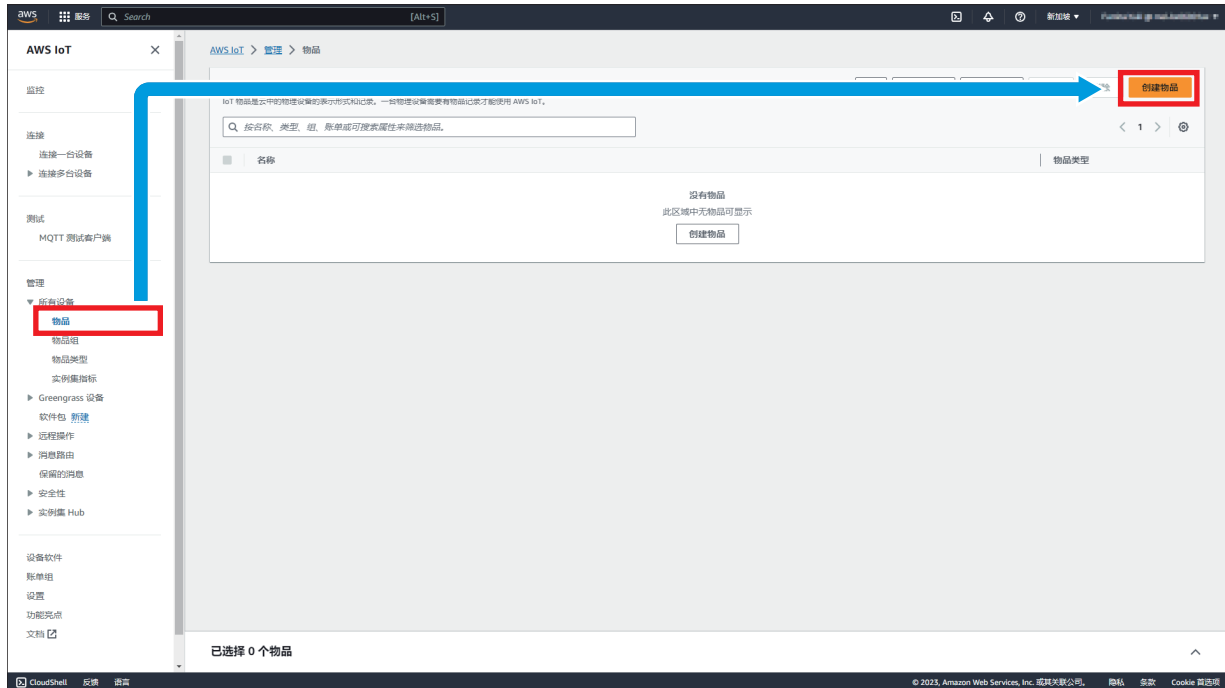 aws
服务
Search
[Alt+S]
新加坡
AWS IoT
监控
连接
连接一台设备
连接多台设备
测试
MQTT 测试客户端
管理
所有设备
物品
物品组
物品类型
实例集指标
Greengrass 设备
软件包 新建
远程操作
消息路由
保留的消息
安全性
实例集 Hub
设备软件
账单组
设置
功能亮点
文档
AWS IoT > 管理 > 物品
创建物品
IoT 物品是云中的物理设备的表示形式和记录。一台物理设备需要有物品记录才能使用 AWS IoT。
按名称、类型、组、账单或可搜索属性来筛选物品。
1
名称
物品类型
没有物品
此区域中无物品可显示
创建物品
已选择 0 个物品
CloudShell 反馈 语言
© 2023, Amazon Web Services, Inc. 或其关联公司。 隐私 条款 Cookie 首选项